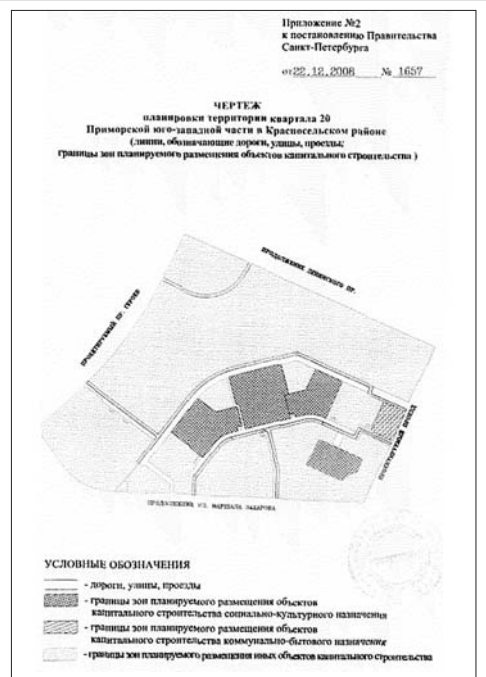 Приложение №2
к постановлению Правительства
Санкт-Петербурга
от 22.12.2008 № 1657
ЧЕРТЕЖ
планировки территории квартала 20
Приморской юго-западной части в Красносельском районе
(линии, обозначающие дороги, улицы, проезды;
границы зон планируемого размещения объектов капитального строительства)
ПРОДОЛЖЕНИЕ ЛЕНИНСКОГО ПР.
ПРОЕКТИРУЕМЫЙ ПР. ГЕРОЕВ
ПРОЕКТИРУЕМЫЙ ПРОЕЗД
ПРОДОЛЖЕНИЕ УЛ. МАРШАЛА ЗАХАРОВА
УСЛОВНЫЕ ОБОЗНАЧЕНИЯ
- дороги, улицы, проезды
- границы зон планируемого размещения объектов
капитального строительства социально-культурного назначения
- границы зон планируемого размещения объектов
капитального строительства коммунально-бытового назначения
- границы зон планируемого размещения иных объектов капитального строительства